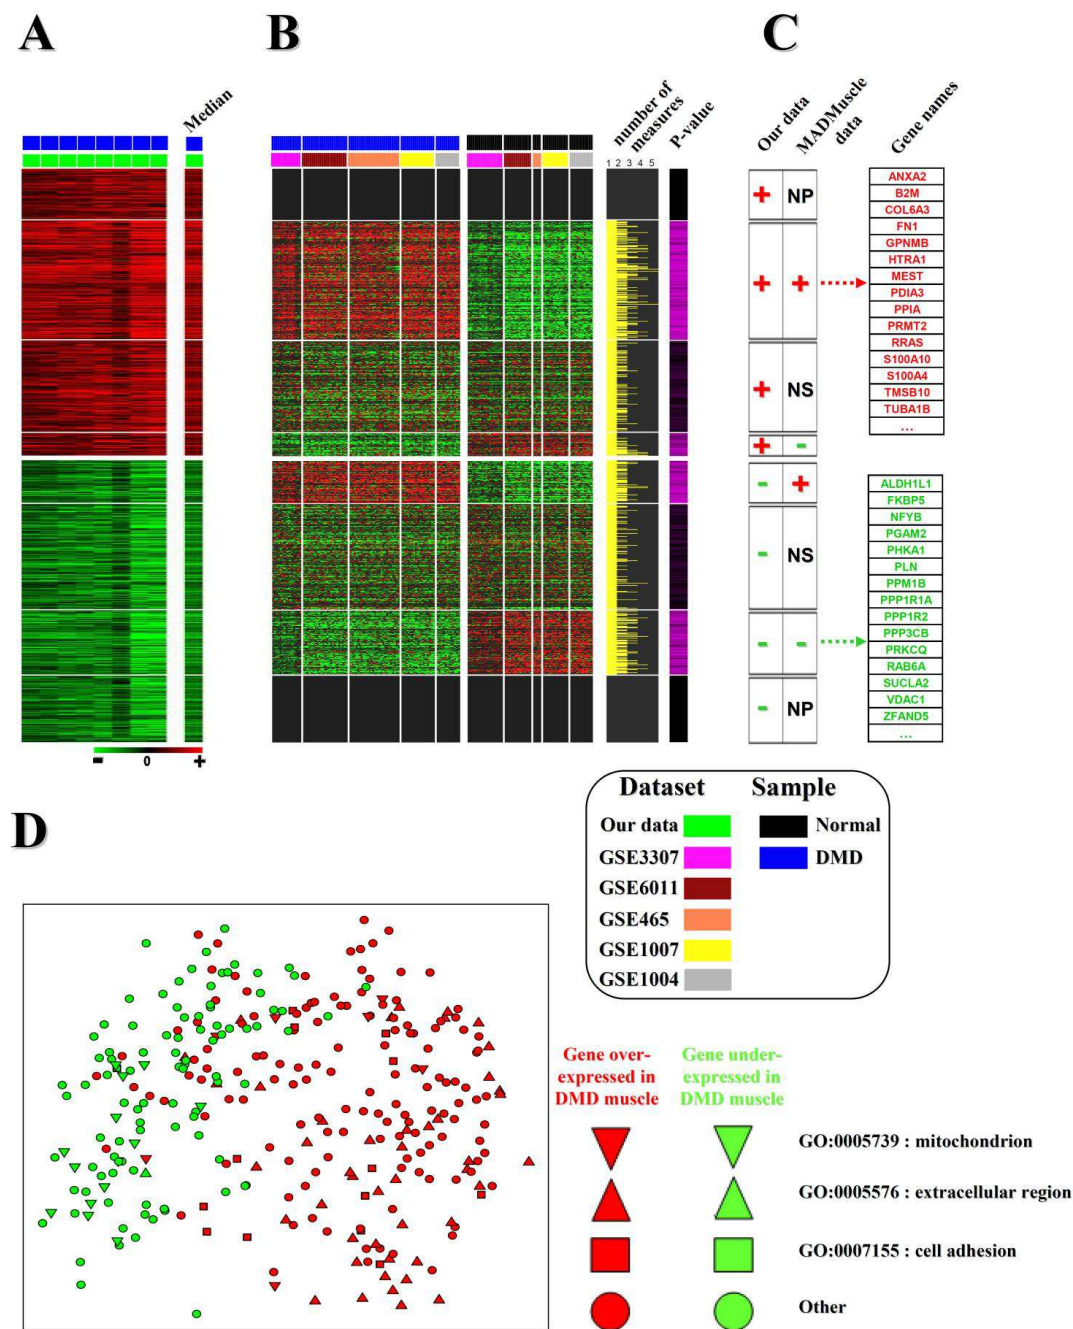 A
B
C
Median
number of
measures
P-value
1 2 3 4 5
Our data
MADMuscle
data
Gene names
+ NP
+ +
+ NS
+ -
- +
- NS
- -
- NP
ANXA2
B2M
COL6A3
FN1
GPNMB
HTRA1
MEST
PDIA3
PPIA
PRMT2
RRAS
S100A10
S100A4
TMSB10
TUBA1B
...
ALDH1L1
FKBP5
NFYB
PGAM2
PHKA1
PLN
PPM1B
PPP1R1A
PPP1R2
PPP3CB
PRKCQ
RAB6A
SUCLA2
VDAC1
ZFAND5
...
- 0 +
D
Dataset Sample
Our data Normal
GSE3307 DMD
GSE6011
GSE465
GSE1007
GSE1004
Gene over-
expressed in
DMD muscle
Gene under-
expressed in
DMD muscle
GO:0005739 : mitochondrion
GO:0005576 : extracellular region
GO:0007155 : cell adhesion
Other